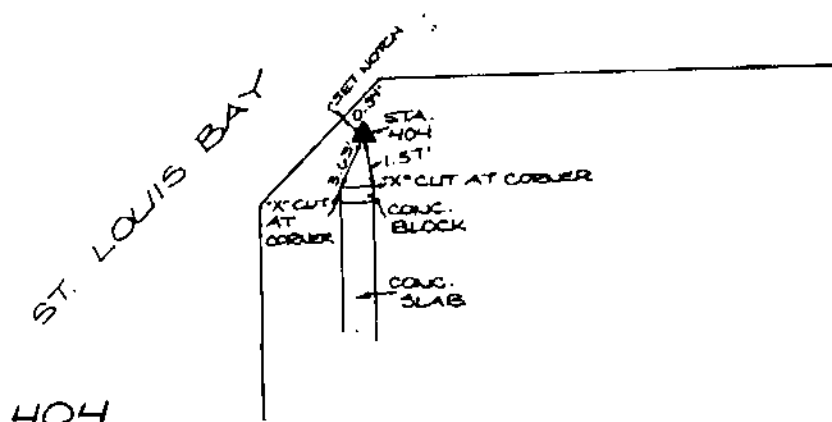 SET NOTCH
0.34'
ST. LOUIS BAY
STA.
404
3.63'
1.57'
"X" CUT AT CORNER
"X" CUT
AT
CORNER
CONC.
BLOCK
CONC.
SLAB
404